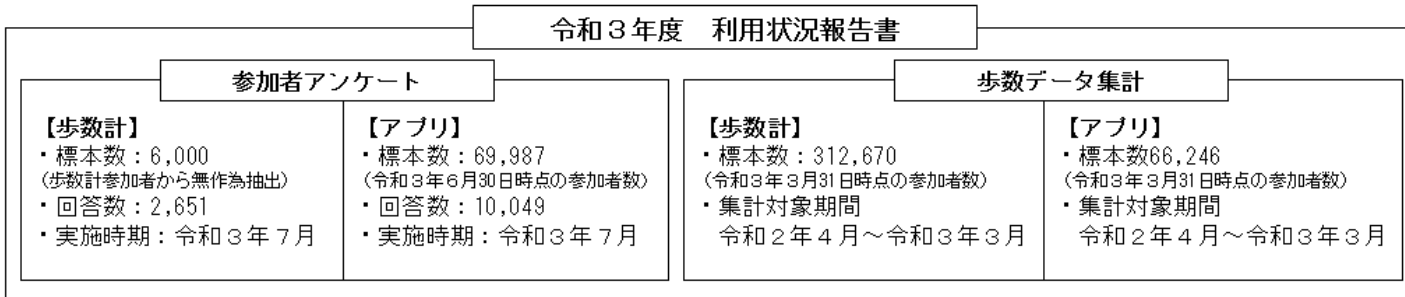 令和３年度　利用状況報告書
参加者アンケート
【歩数計】
・標本数：6,000
(歩数計参加者から無作為抽出)
・回答数：2,651
・実施時期：令和３年７月
【アプリ】
・標本数：69,987
(令和３年６月30日時点の参加者数)
・回答数：10,049
・実施時期：令和３年７月
歩数データ集計
【歩数計】
・標本数：312,670
(令和３年３月31日時点の参加者数)
・集計対象期間
令和２年４月～令和３年３月
【アプリ】
・標本数66,246
(令和３年３月31日時点の参加者数)
・集計対象期間
令和２年４月～令和３年３月